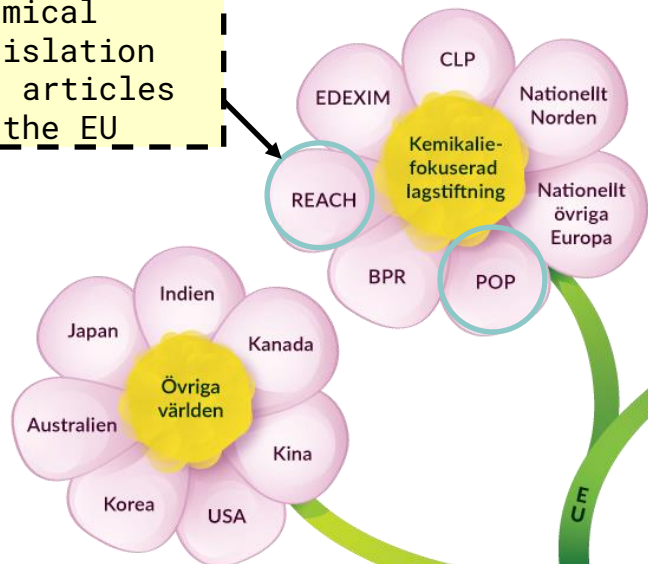 mical
islation
articles
the EU
CLP
EDEXIM
Nationellt
Norden
Kemikalie-
fokuserad
lagstiftning
REACH
Nationellt
övriga
Europa
BPR
POP
Indien
Japan
Kanada
Övriga
världen
Australien
Kina
Korea
USA
EU